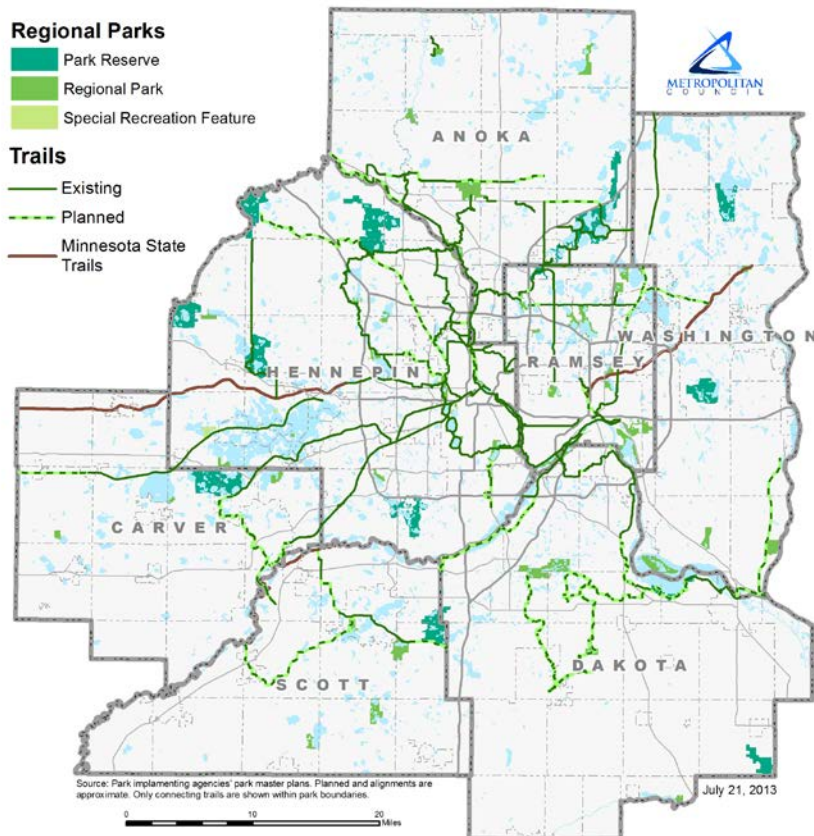 Regional Parks
Park Reserve
Regional Park
Special Recreation Feature
Trails
Existing
Planned
Minnesota State
Trails
METROPOLITAN
COUNCIL
ANOKA
WASHINGTON
RAMSEY
HENNEPIN
CARVER
SCOTT
DAKOTA
Source: Park implamenting agencies' park master plans. Planned and alignments are
approximate. Only connecting trails are shown within park boundaries.
July 21, 2013
0 10 20
Miles